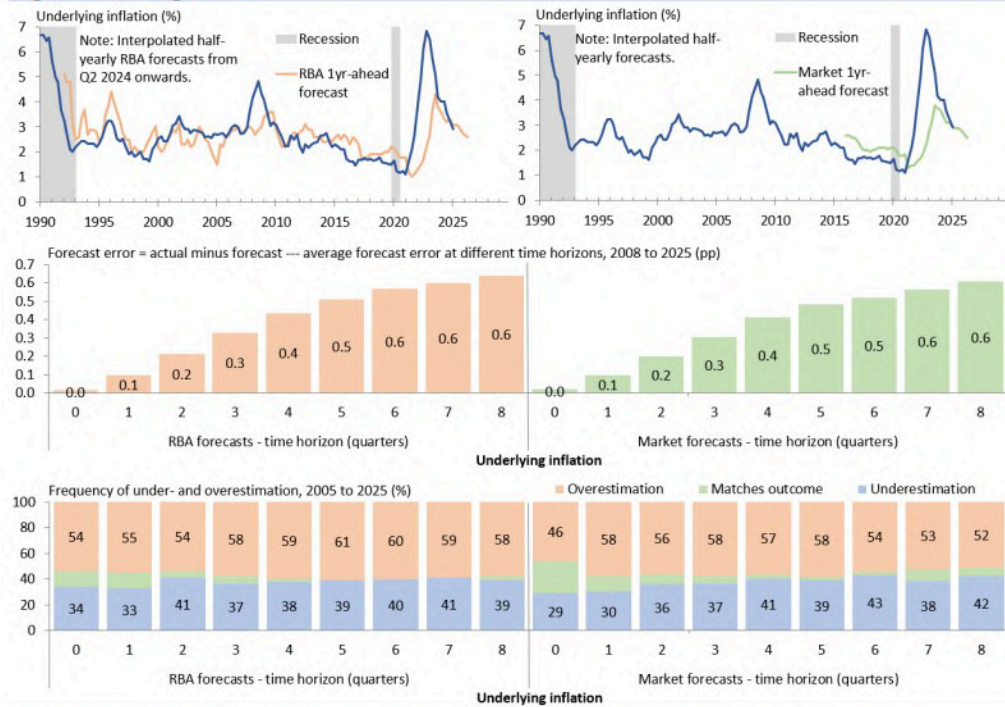 Underlying inflation (%)
Note: Interpolated half-
yearly RBA forecasts from
Q2 2024 onwards.
Recession
RBA 1yr-ahead
forecast
7
6
5
4
3
2
1
0
1990 1995 2000 2005 2010 2015 2020 2025
Underlying inflation (%)
Note: Interpolated half-
yearly forecasts.
Recession
Market 1yr-
ahead forecast
7
6
5
4
3
2
1
0
1990 1995 2000 2005 2010 2015 2020 2025
Forecast error = actual minus forecast --- average forecast error at different time horizons, 2008 to 2025 (pp)
0.7
0.6
0.5
0.4
0.3
0.2
0.1
0.0
0.0 0.1 0.2 0.3 0.4 0.5 0.6 0.6 0.6
0.0 0.1 0.2 0.3 0.4 0.5 0.5 0.6 0.6
0 1 2 3 4 5 6 7 8
0 1 2 3 4 5 6 7 8
RBA forecasts - time horizon (quarters)
Market forecasts - time horizon (quarters)
Underlying inflation
Frequency of under- and overestimation, 2005 to 2025 (%)
Overestimation
Matches outcome
Underestimation
100
80
60
40
20
0
54 55 54 58 59 61 60 59 58
46 58 56 58 57 58 54 53 52
34 33 41 37 38 39 40 41 39
29 30 36 37 41 39 43 38 42
0 1 2 3 4 5 6 7 8
0 1 2 3 4 5 6 7 8
RBA forecasts - time horizon (quarters)
Market forecasts - time horizon (quarters)
Underlying inflation